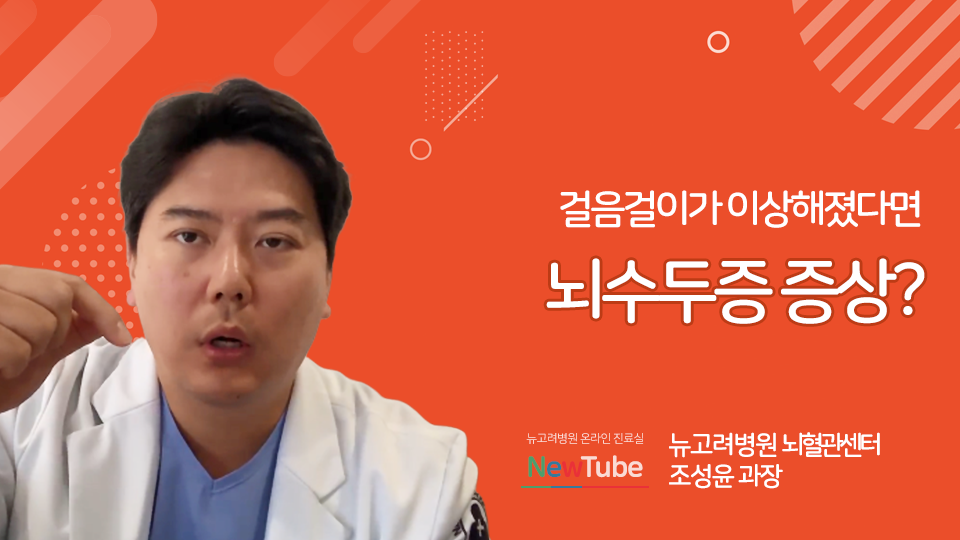 걸음걸이가 이상해졌다면
뇌수두증 증상?
뉴고려병원 온라인 진료실
NewTube
뉴고려병원 뇌혈관센터
조성윤 과장